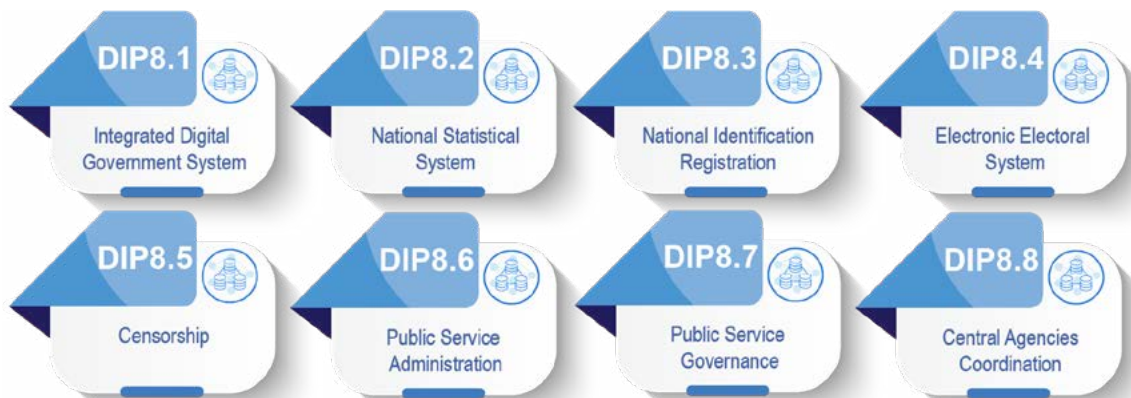 DIP8.1
Integrated Digital
Government System
DIP8.2
National Statistical
System
DIP8.3
National Identification
Registration
DIP8.4
Electronic Electoral
System
DIP8.5
Censorship
DIP8.6
Public Service
Administration
DIP8.7
Public Service
Governance
DIP8.8
Central Agencies
Coordination